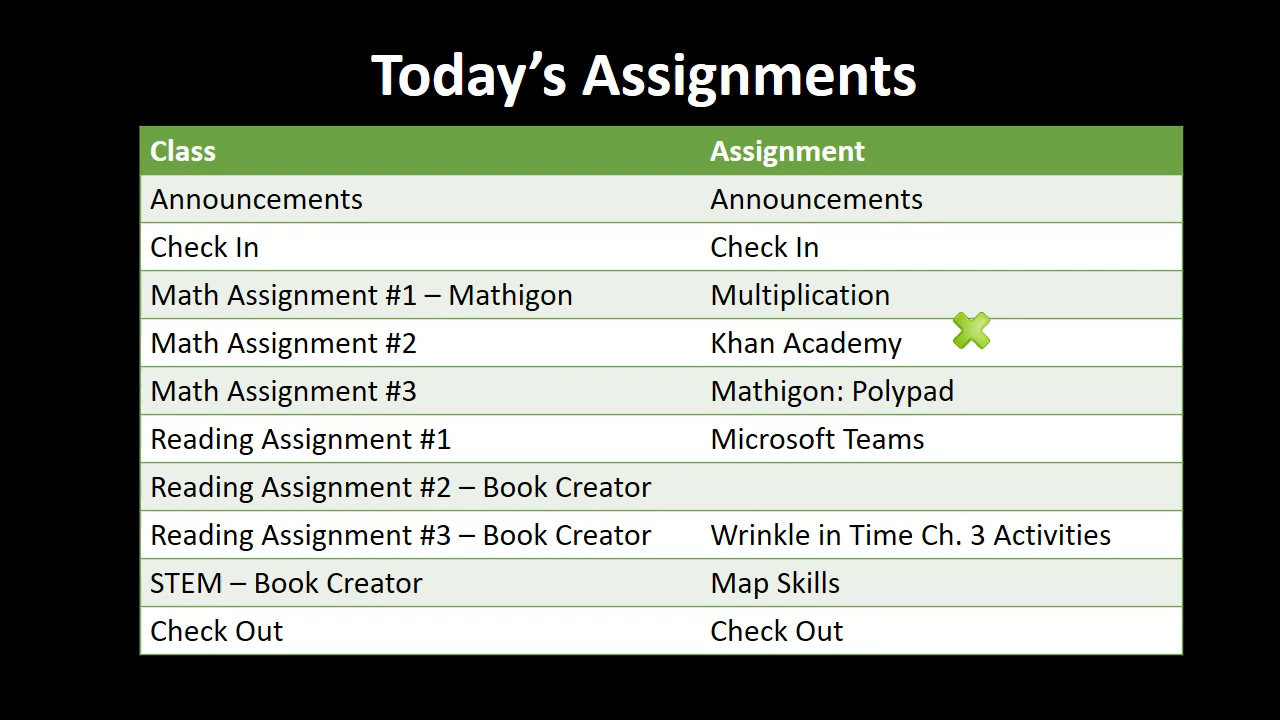 Today’s Assignments
Class Assignment
Announcements Announcements
Check In Check In
Math Assignment #1 – Mathigon Multiplication
Math Assignment #2 Khan Academy
Math Assignment #3 Mathigon: Polypad
Reading Assignment #1 Microsoft Teams
Reading Assignment #2 – Book Creator
Reading Assignment #3 – Book Creator Wrinkle in Time Ch. 3 Activities
STEM – Book Creator Map Skills
Check Out Check Out